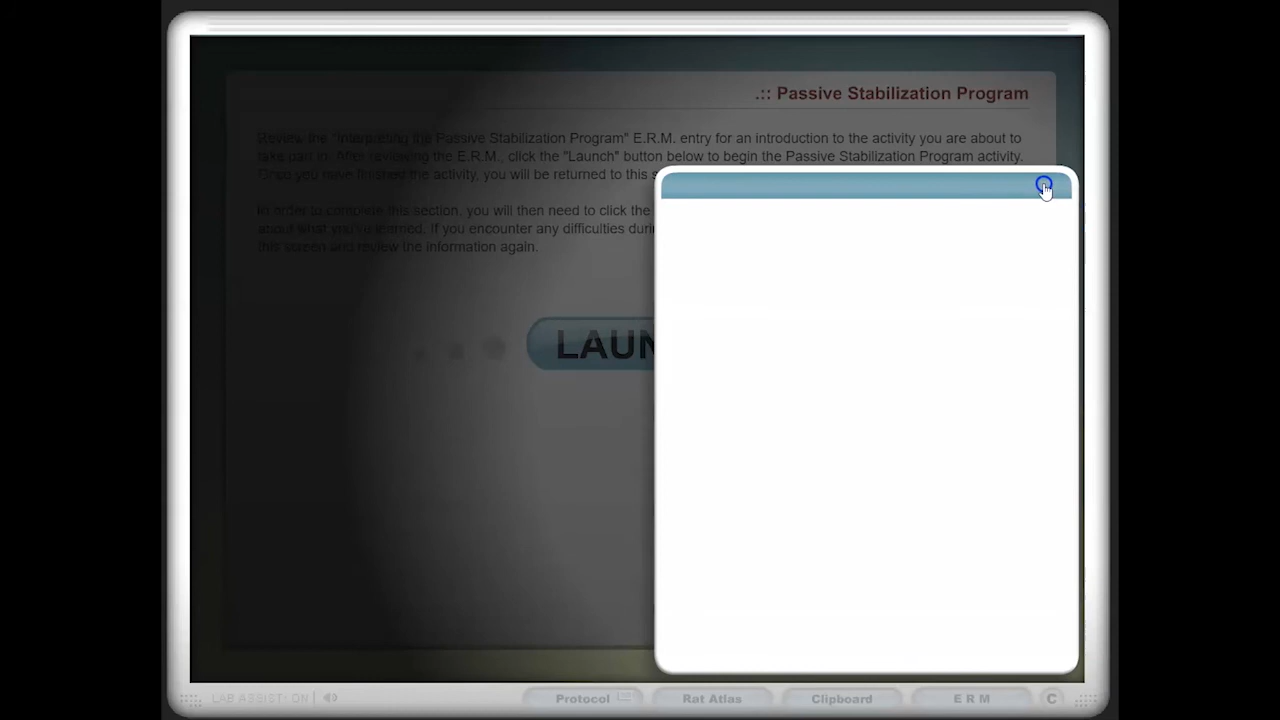 .:: Passive Stabilization Program
Review the "Interpreting the Passive Stabilization Program" E.R.M. entry for an introduction to the activity you are about to
take part in. After reviewing the E.R.M., click the "Launch" button below to begin the Passive Stabilization Program activity.
Once you have finished the activity, you will be returned to this s
In order to complete this section, you will then need to click the
about what you've learned. If you encounter any difficulties duri
this screen and review the information again.
LAUN
LAB ASSIST: ON
Protocol
Rat Atlas
Clipboard
E R M
C